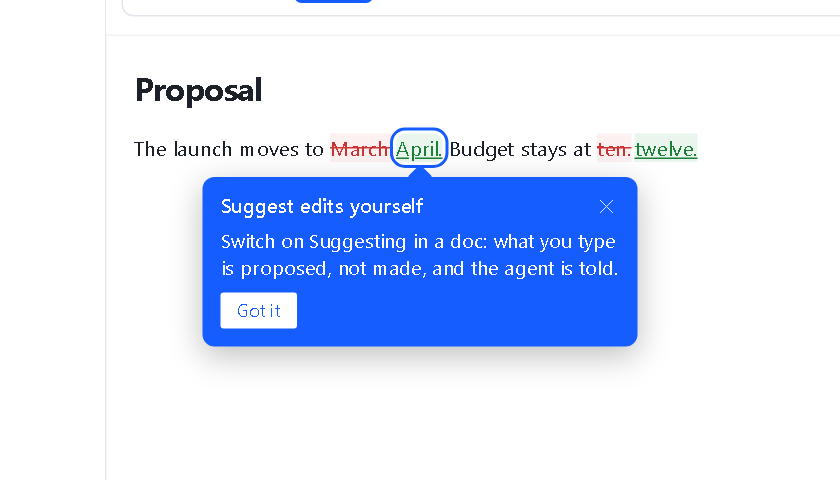 Proposal
The launch moves to March April. Budget stays at ten. twelve.
Suggest edits yourself
Switch on Suggesting in a doc: what you type
is proposed, not made, and the agent is told.
Got it